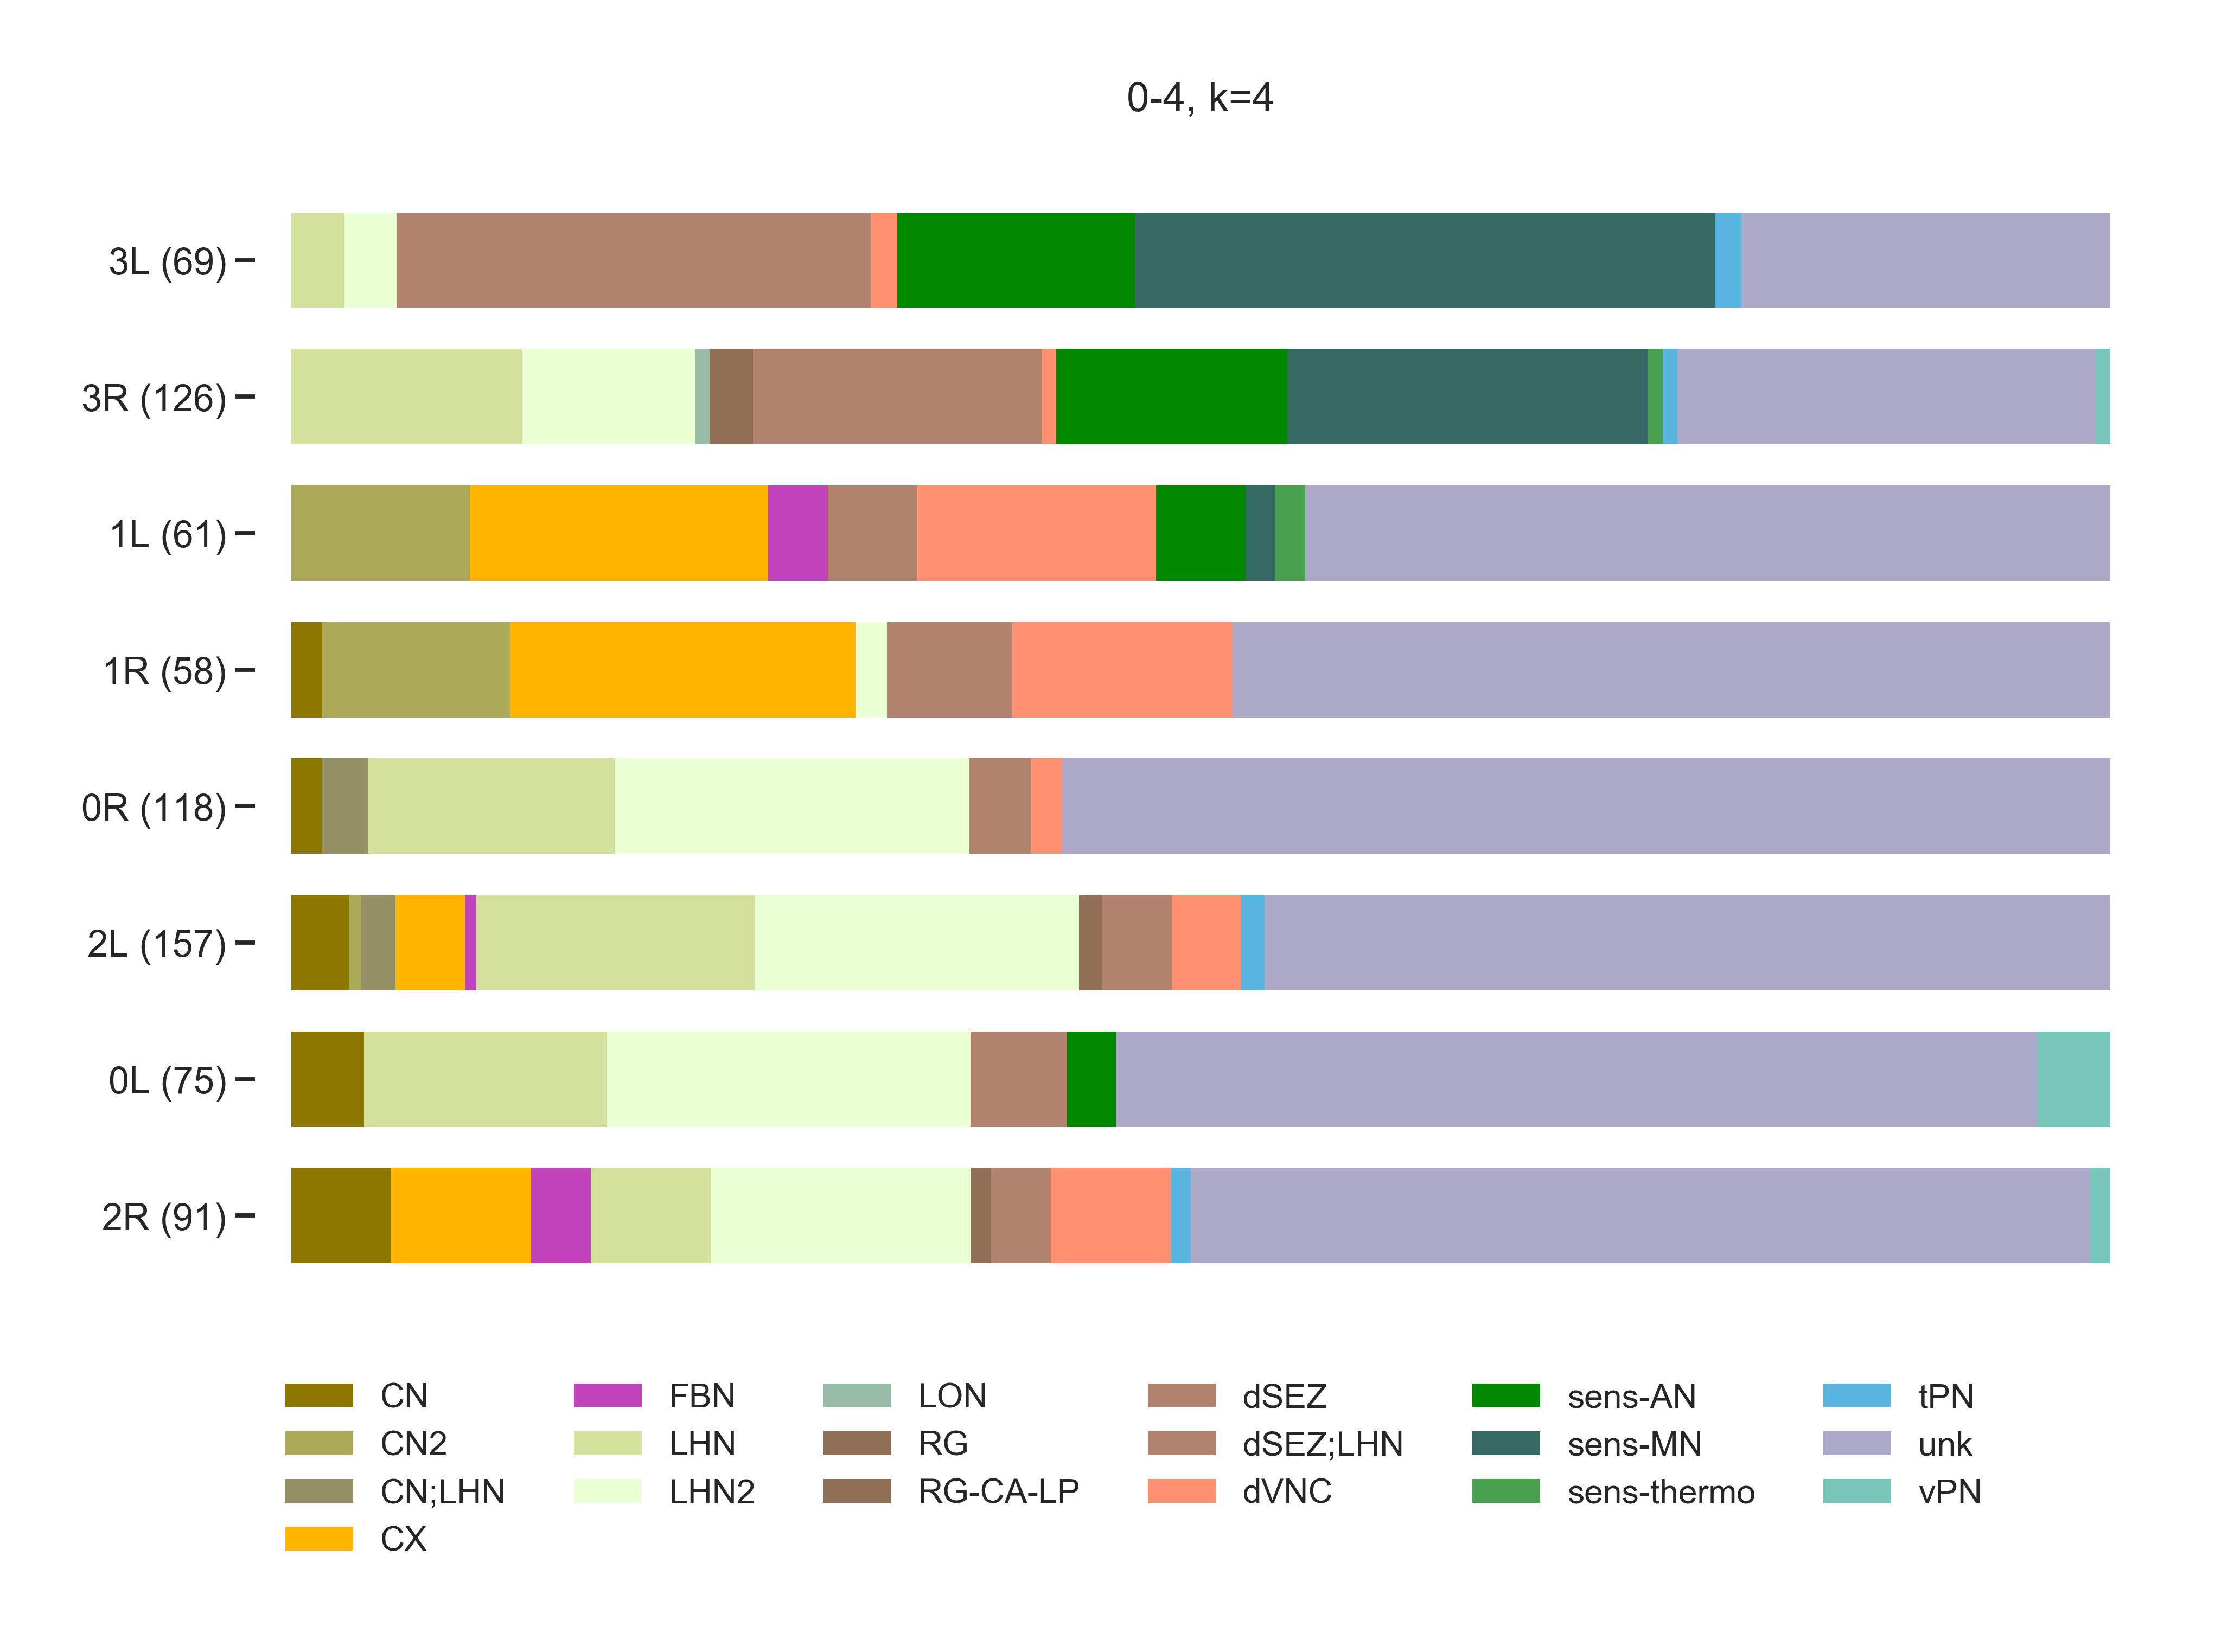 0-4, k=4
3L (69)
3R (126)
1L (61)
1R (58)
0R (118)
2L (157)
0L (75)
2R (91)
CN FBN LON dSEZ sens-AN tPN
CN2 LHN RG dSEZ;LHN sens-MN unk
CN;LHN LHN2 RG-CA-LP dVNC sens-thermo vPN
CX